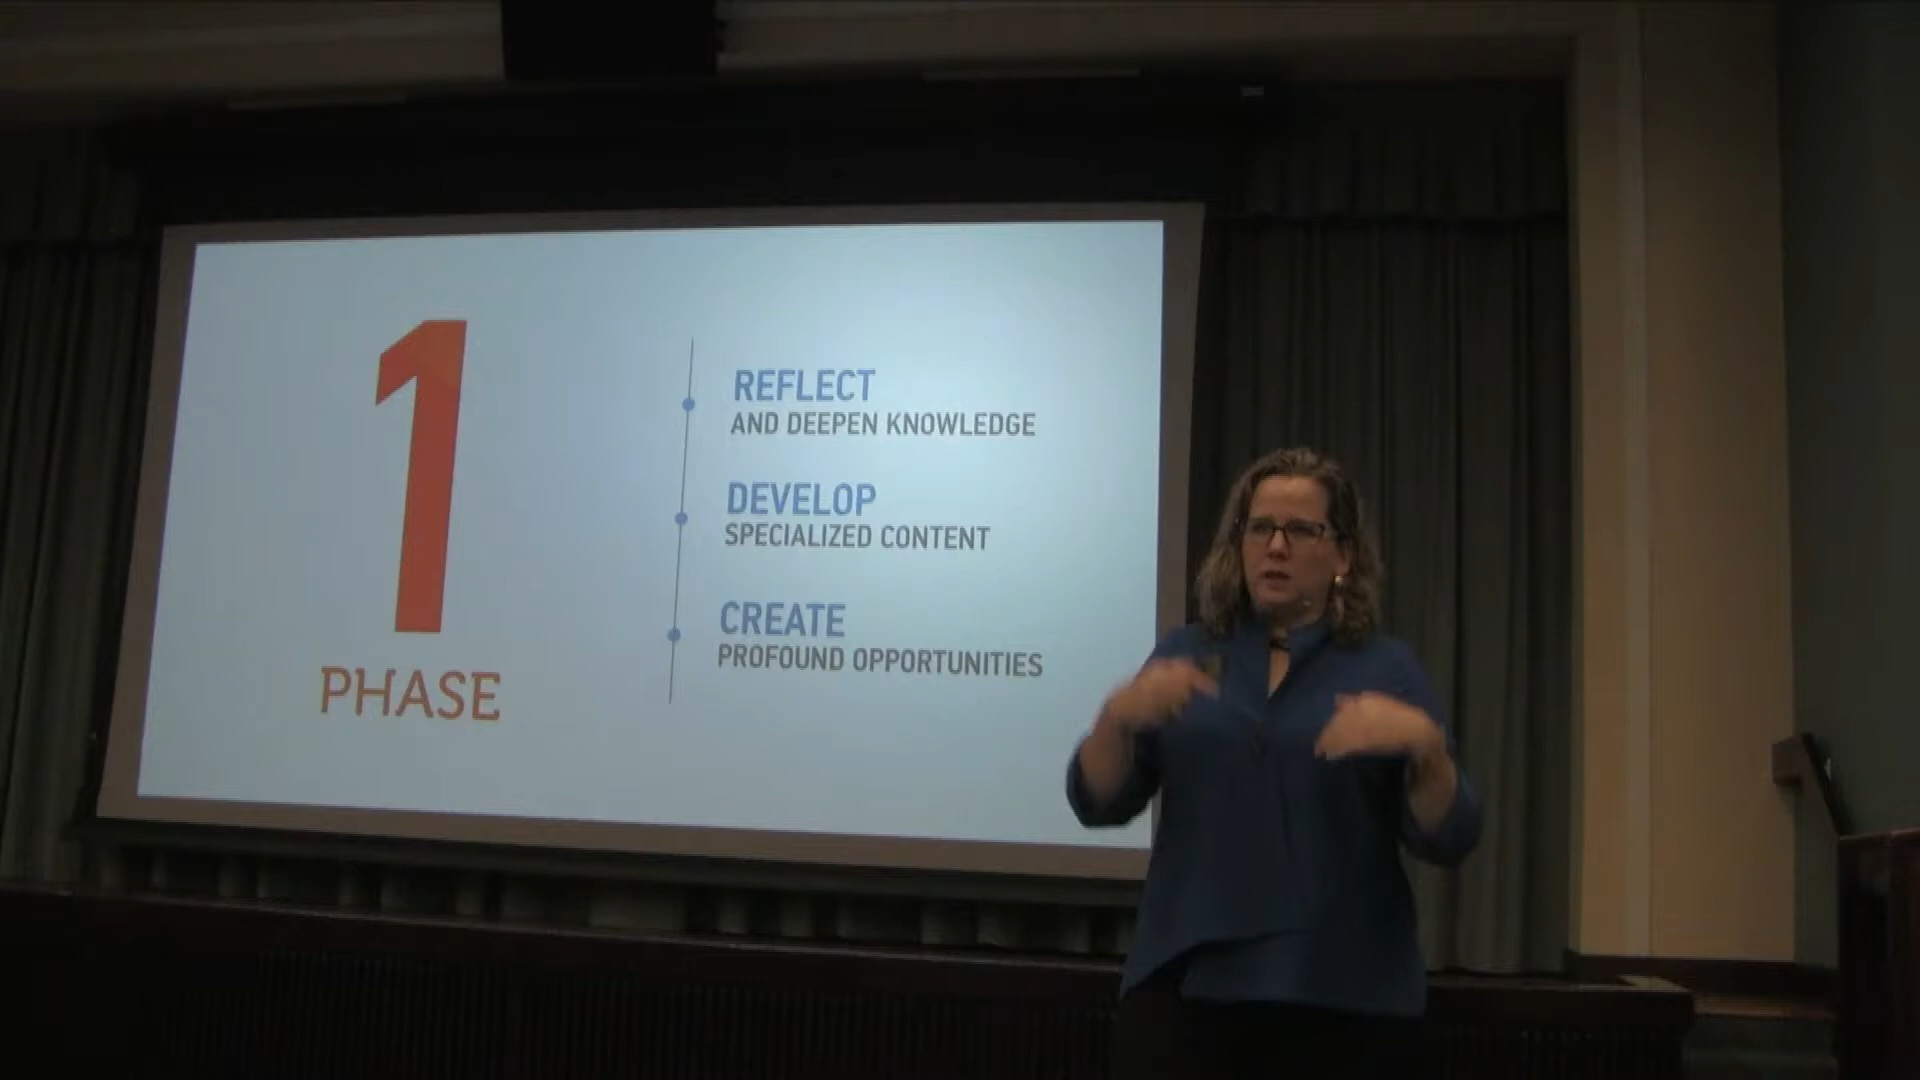 1
PHASE
REFLECT
AND DEEPEN KNOWLEDGE
DEVELOP
SPECIALIZED CONTENT
CREATE
PROFOUND OPPORTUNITIES